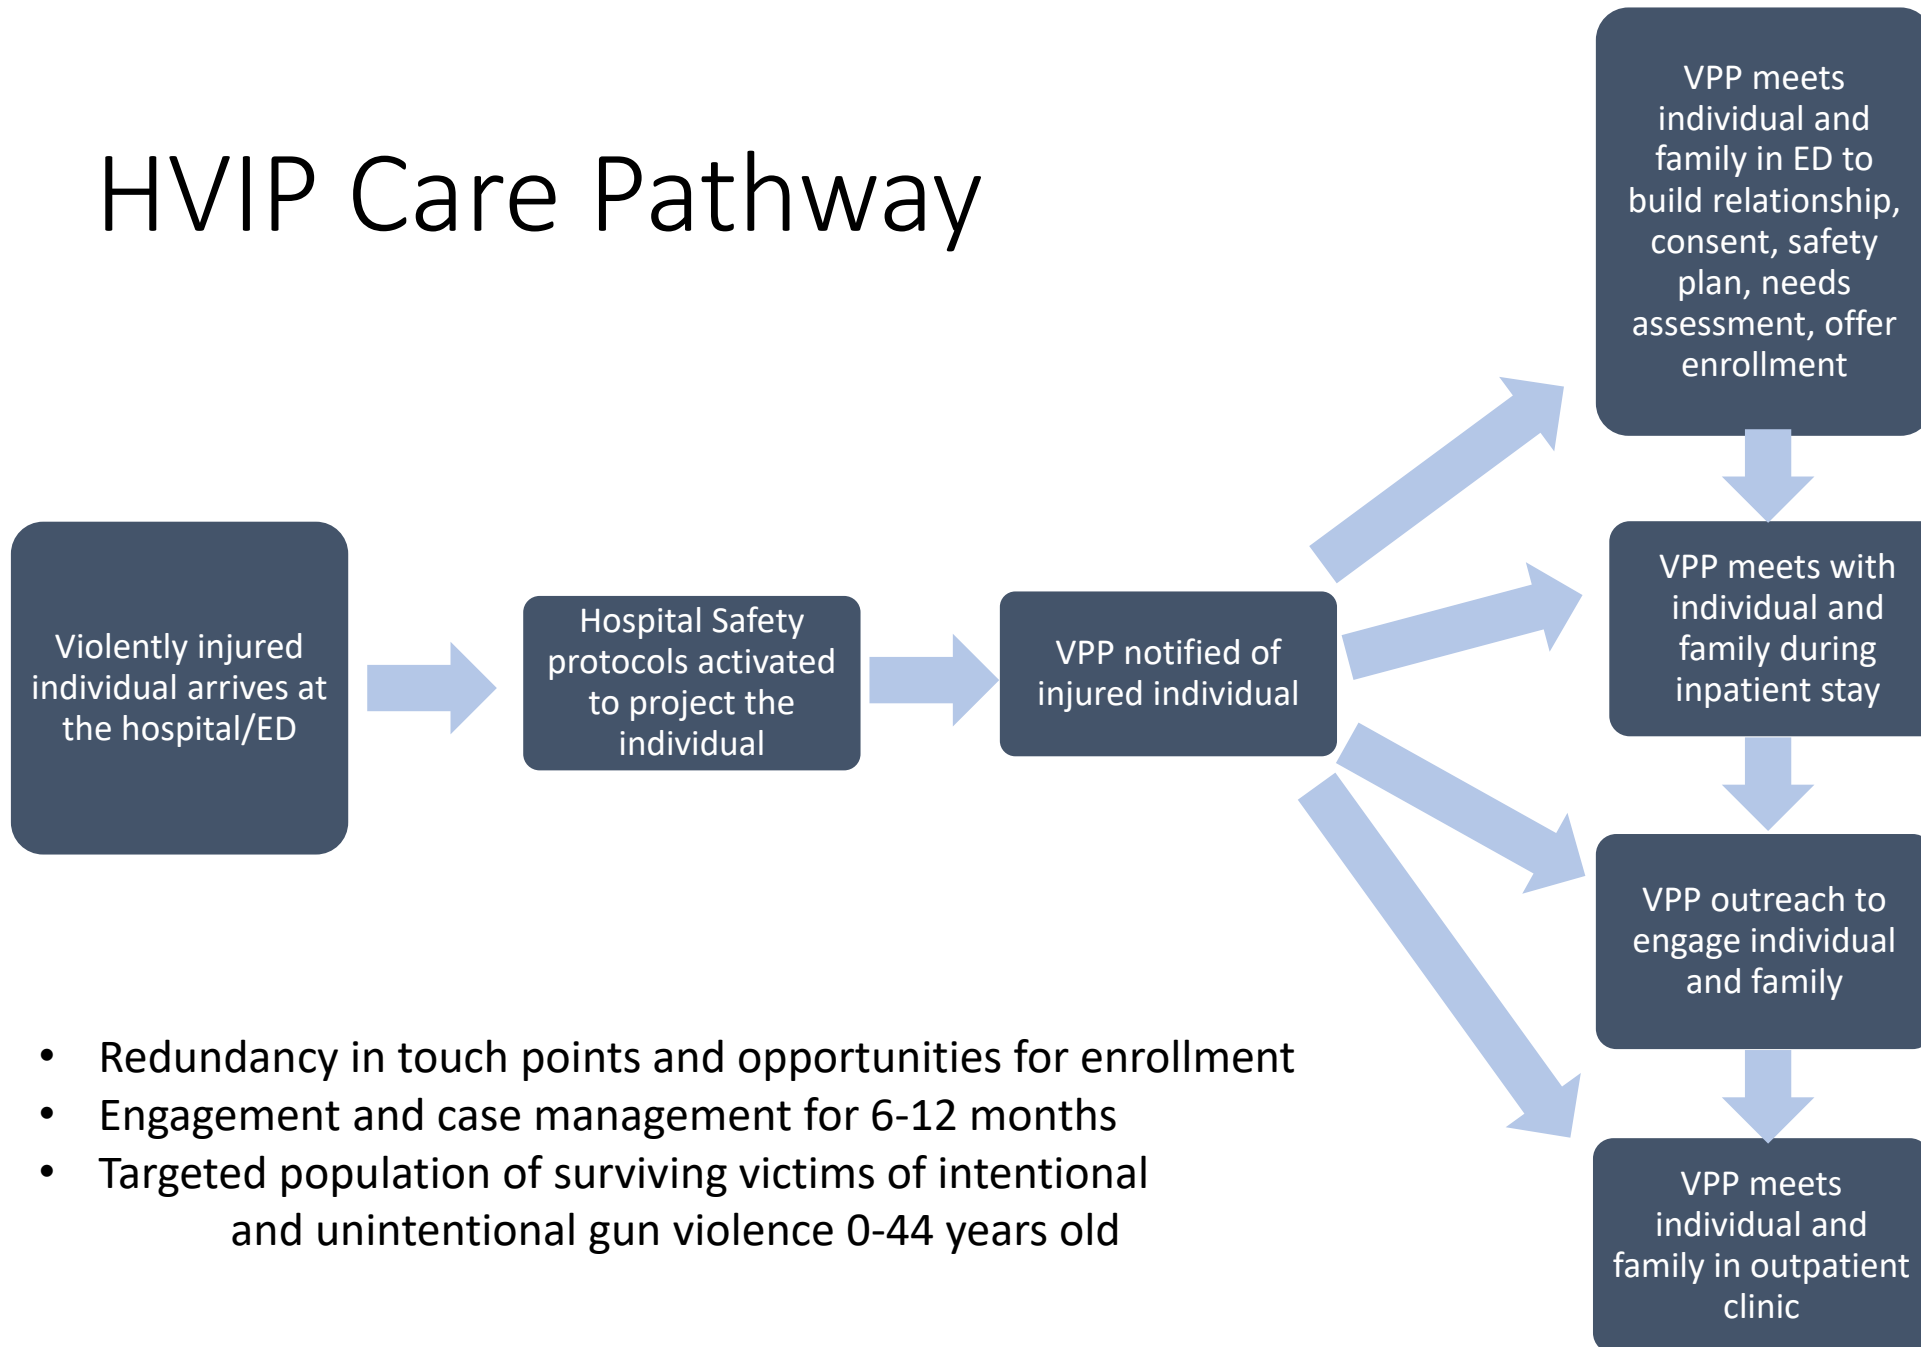 HVIP Care Pathway
Violently injured
individual arrives at
the hospital/ED
Hospital Safety
protocols activated
to project the
individual
VPP notified of
injured individual
VPP meets
individual and
family in ED to
build relationship,
consent, safety
plan, needs
assessment, offer
enrollment
VPP meets with
individual and
family during
inpatient stay
VPP outreach to
engage individual
and family
VPP meets
individual and
family in outpatient
clinic
• Redundancy in touch points and opportunities for enrollment
• Engagement and case management for 6-12 months
• Targeted population of surviving victims of intentional
and unintentional gun violence 0-44 years old